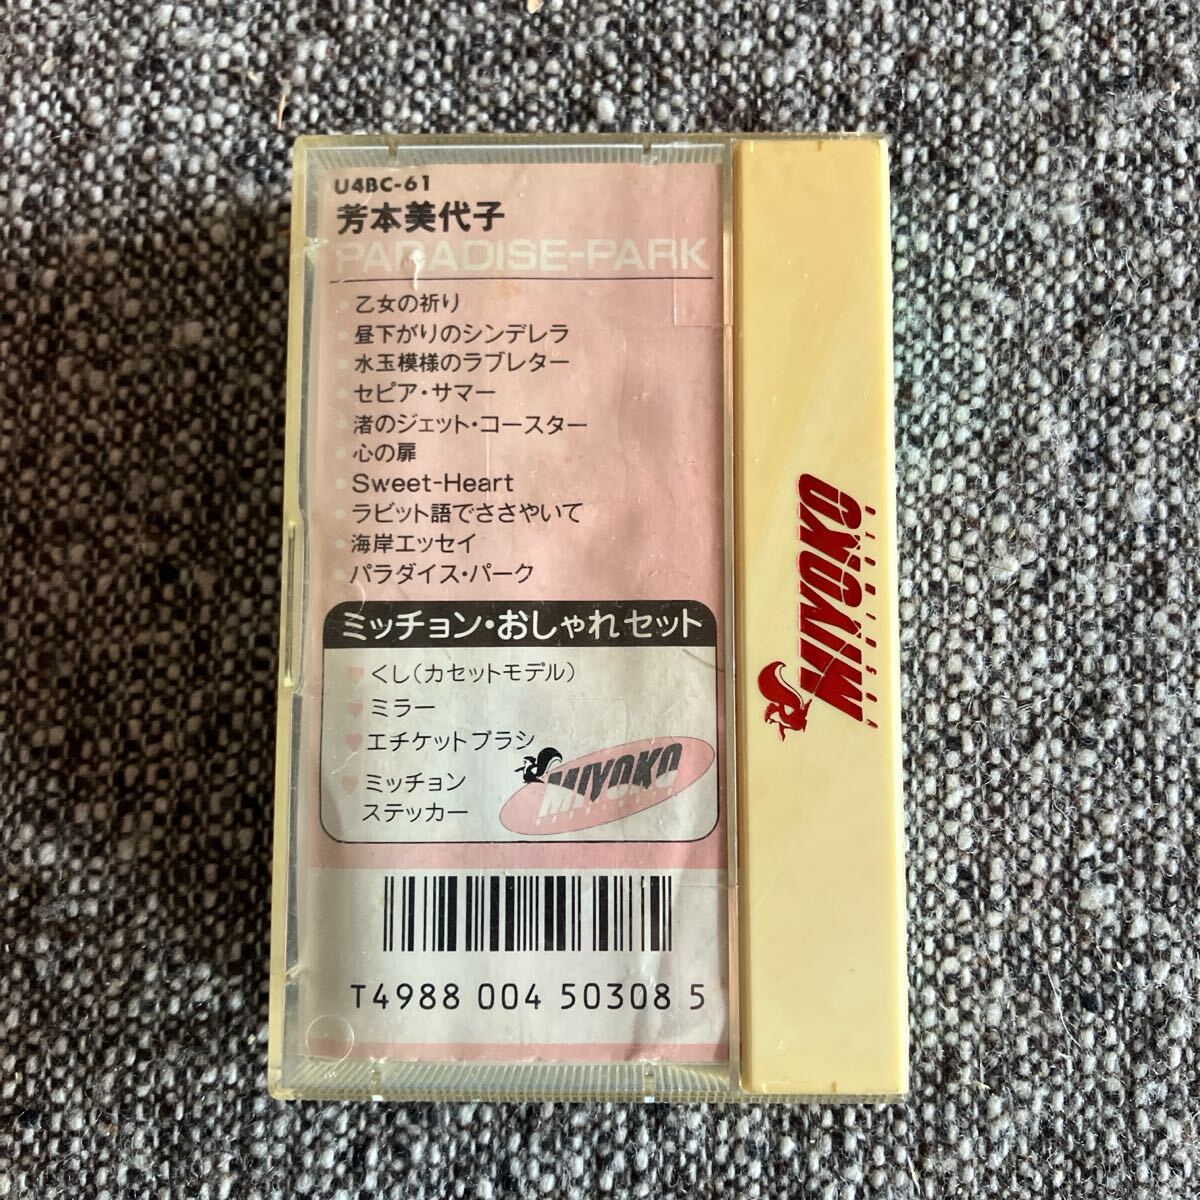 U4BC-61
芳本美代子
PARADISE-PARK
乙女の祈り
昼下がりのシンデレラ
水玉模様のラブレター
セピア・サマー
渚のジェット・コースター
心の扉
Sweet-Heart
ラビット語でささやいて
海岸エッセイ
パラダイス・パーク
ミッチョン・おしゃれセット
くし(カセットモデル)
ミラー
エチケットブラシ
ミッチョン
ステッカー
MIYOKO
T4988 004 50308 5
MIYOKO